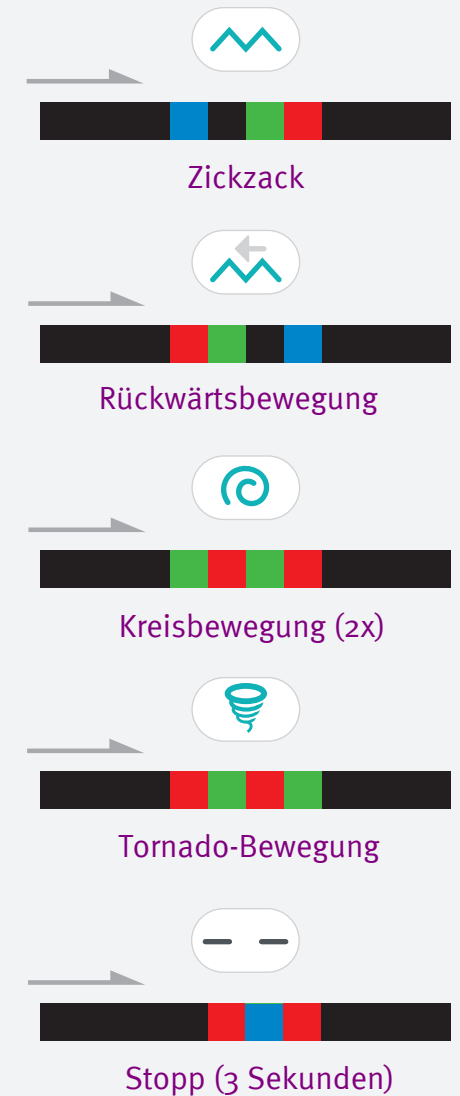 Zickzack
Rückwärtsbewegung
Kreisbewegung (2x)
Tornado-Bewegung
Stopp (3 Sekunden)